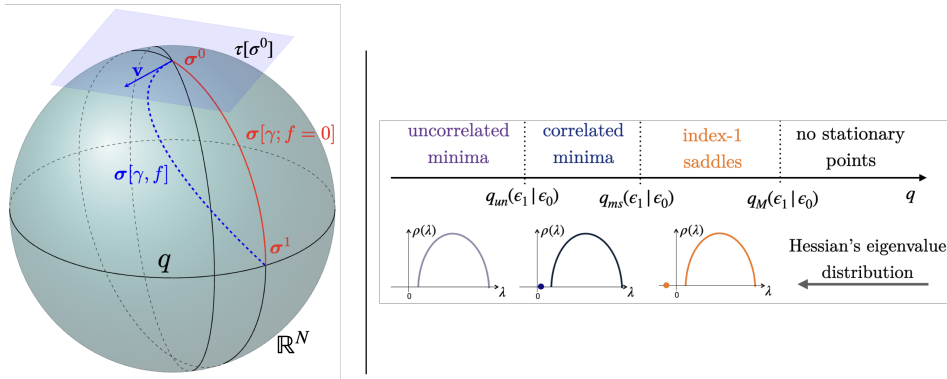 τ[σ⁰]
σ⁰
v
σ[γ; f = 0]
σ[γ, f]
σ¹
q
ℝᴺ
uncorrelated minima
correlated minima
index-1 saddles
no stationary points
q_un(ϵ₁|ϵ₀)
q_ms(ϵ₁|ϵ₀)
q_M(ϵ₁|ϵ₀)
q
ρ(λ)
0
λ
ρ(λ)
0
λ
ρ(λ)
0
λ
Hessian's eigenvalue
distribution